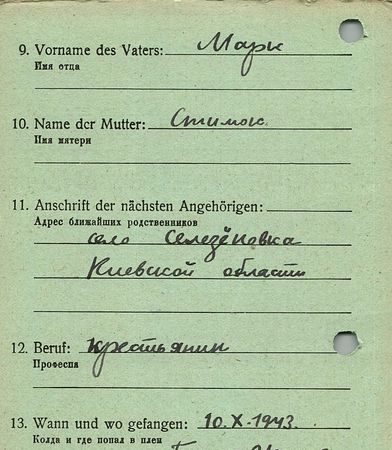 9. Vorname des Vaters: Марк
Имя отца
10. Name der Mutter:
Имя матери
11. Anschrift der nächsten Angehörigen:
Адрес ближайших родственников
село Селезёновка
Киевской области
12. Beruf: крестьянин
Професия
13. Wann und wo gefangen: 10.X.1943.
Колда и где попал в плен